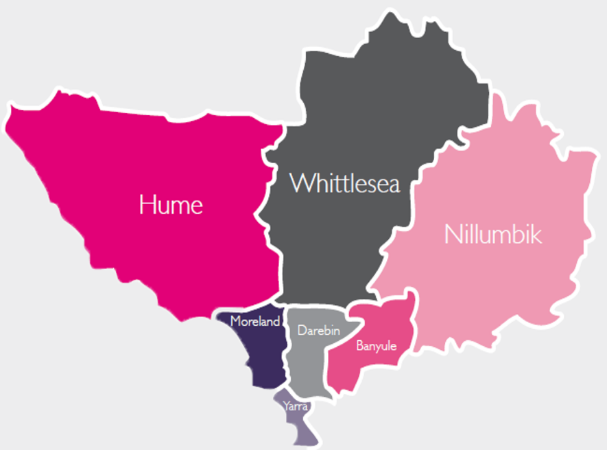 Whittlesea
Hume
Nillumbik
Moreland
Darebin
Banyule
Yarra